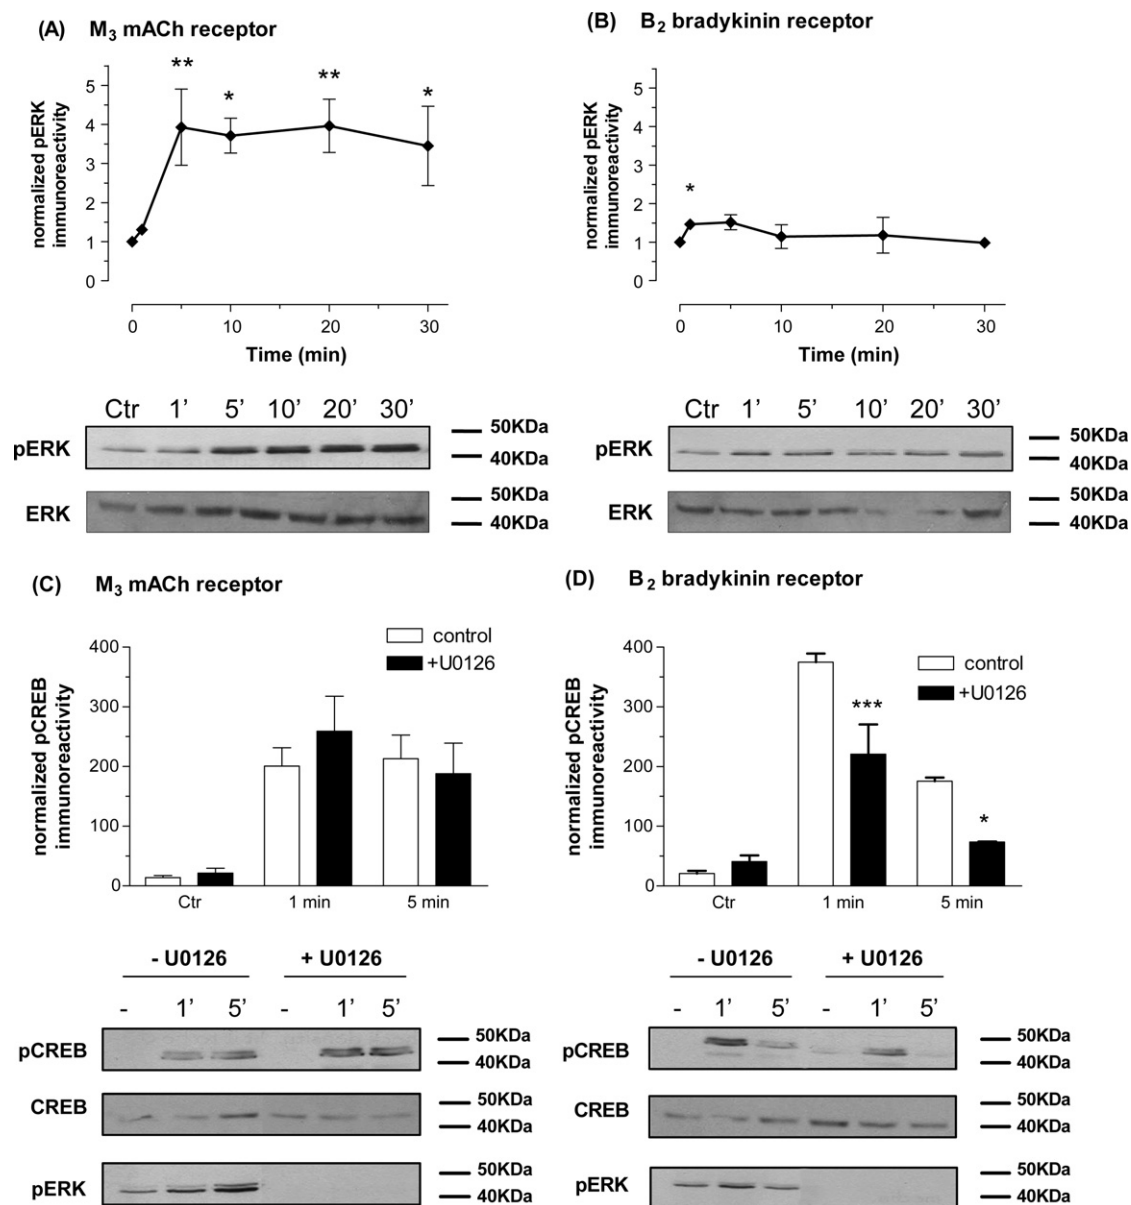 (A) M3 mACh receptor
normalized pERK
immunoreactivity
5
4
3
2
1
0
** * ** *
0 10 20 30
Time (min)
Ctr 1’ 5’ 10’ 20’ 30’
pERK
50KDa
40KDa
ERK
50KDa
40KDa
(B) B2 bradykinin receptor
normalized pERK
immunoreactivity
5
4
3
2
1
0
*
0 10 20 30
Time (min)
Ctr 1’ 5’ 10’ 20’ 30’
pERK
50KDa
40KDa
ERK
50KDa
40KDa
(C) M3 mACh receptor
control
+U0126
normalized pCREB
immunoreactivity
400
300
200
100
0
Ctr 1 min 5 min
- U0126 + U0126
- 1’ 5’ - 1’ 5’
pCREB
50KDa
40KDa
CREB
50KDa
40KDa
pERK
50KDa
40KDa
(D) B2 bradykinin receptor
control
+U0126
normalized pCREB
immunoreactivity
400
300
200
100
0
***
*
Ctr 1 min 5 min
- U0126 + U0126
- 1’ 5’ - 1’ 5’
pCREB
50KDa
40KDa
CREB
50KDa
40KDa
pERK
50KDa
40KDa